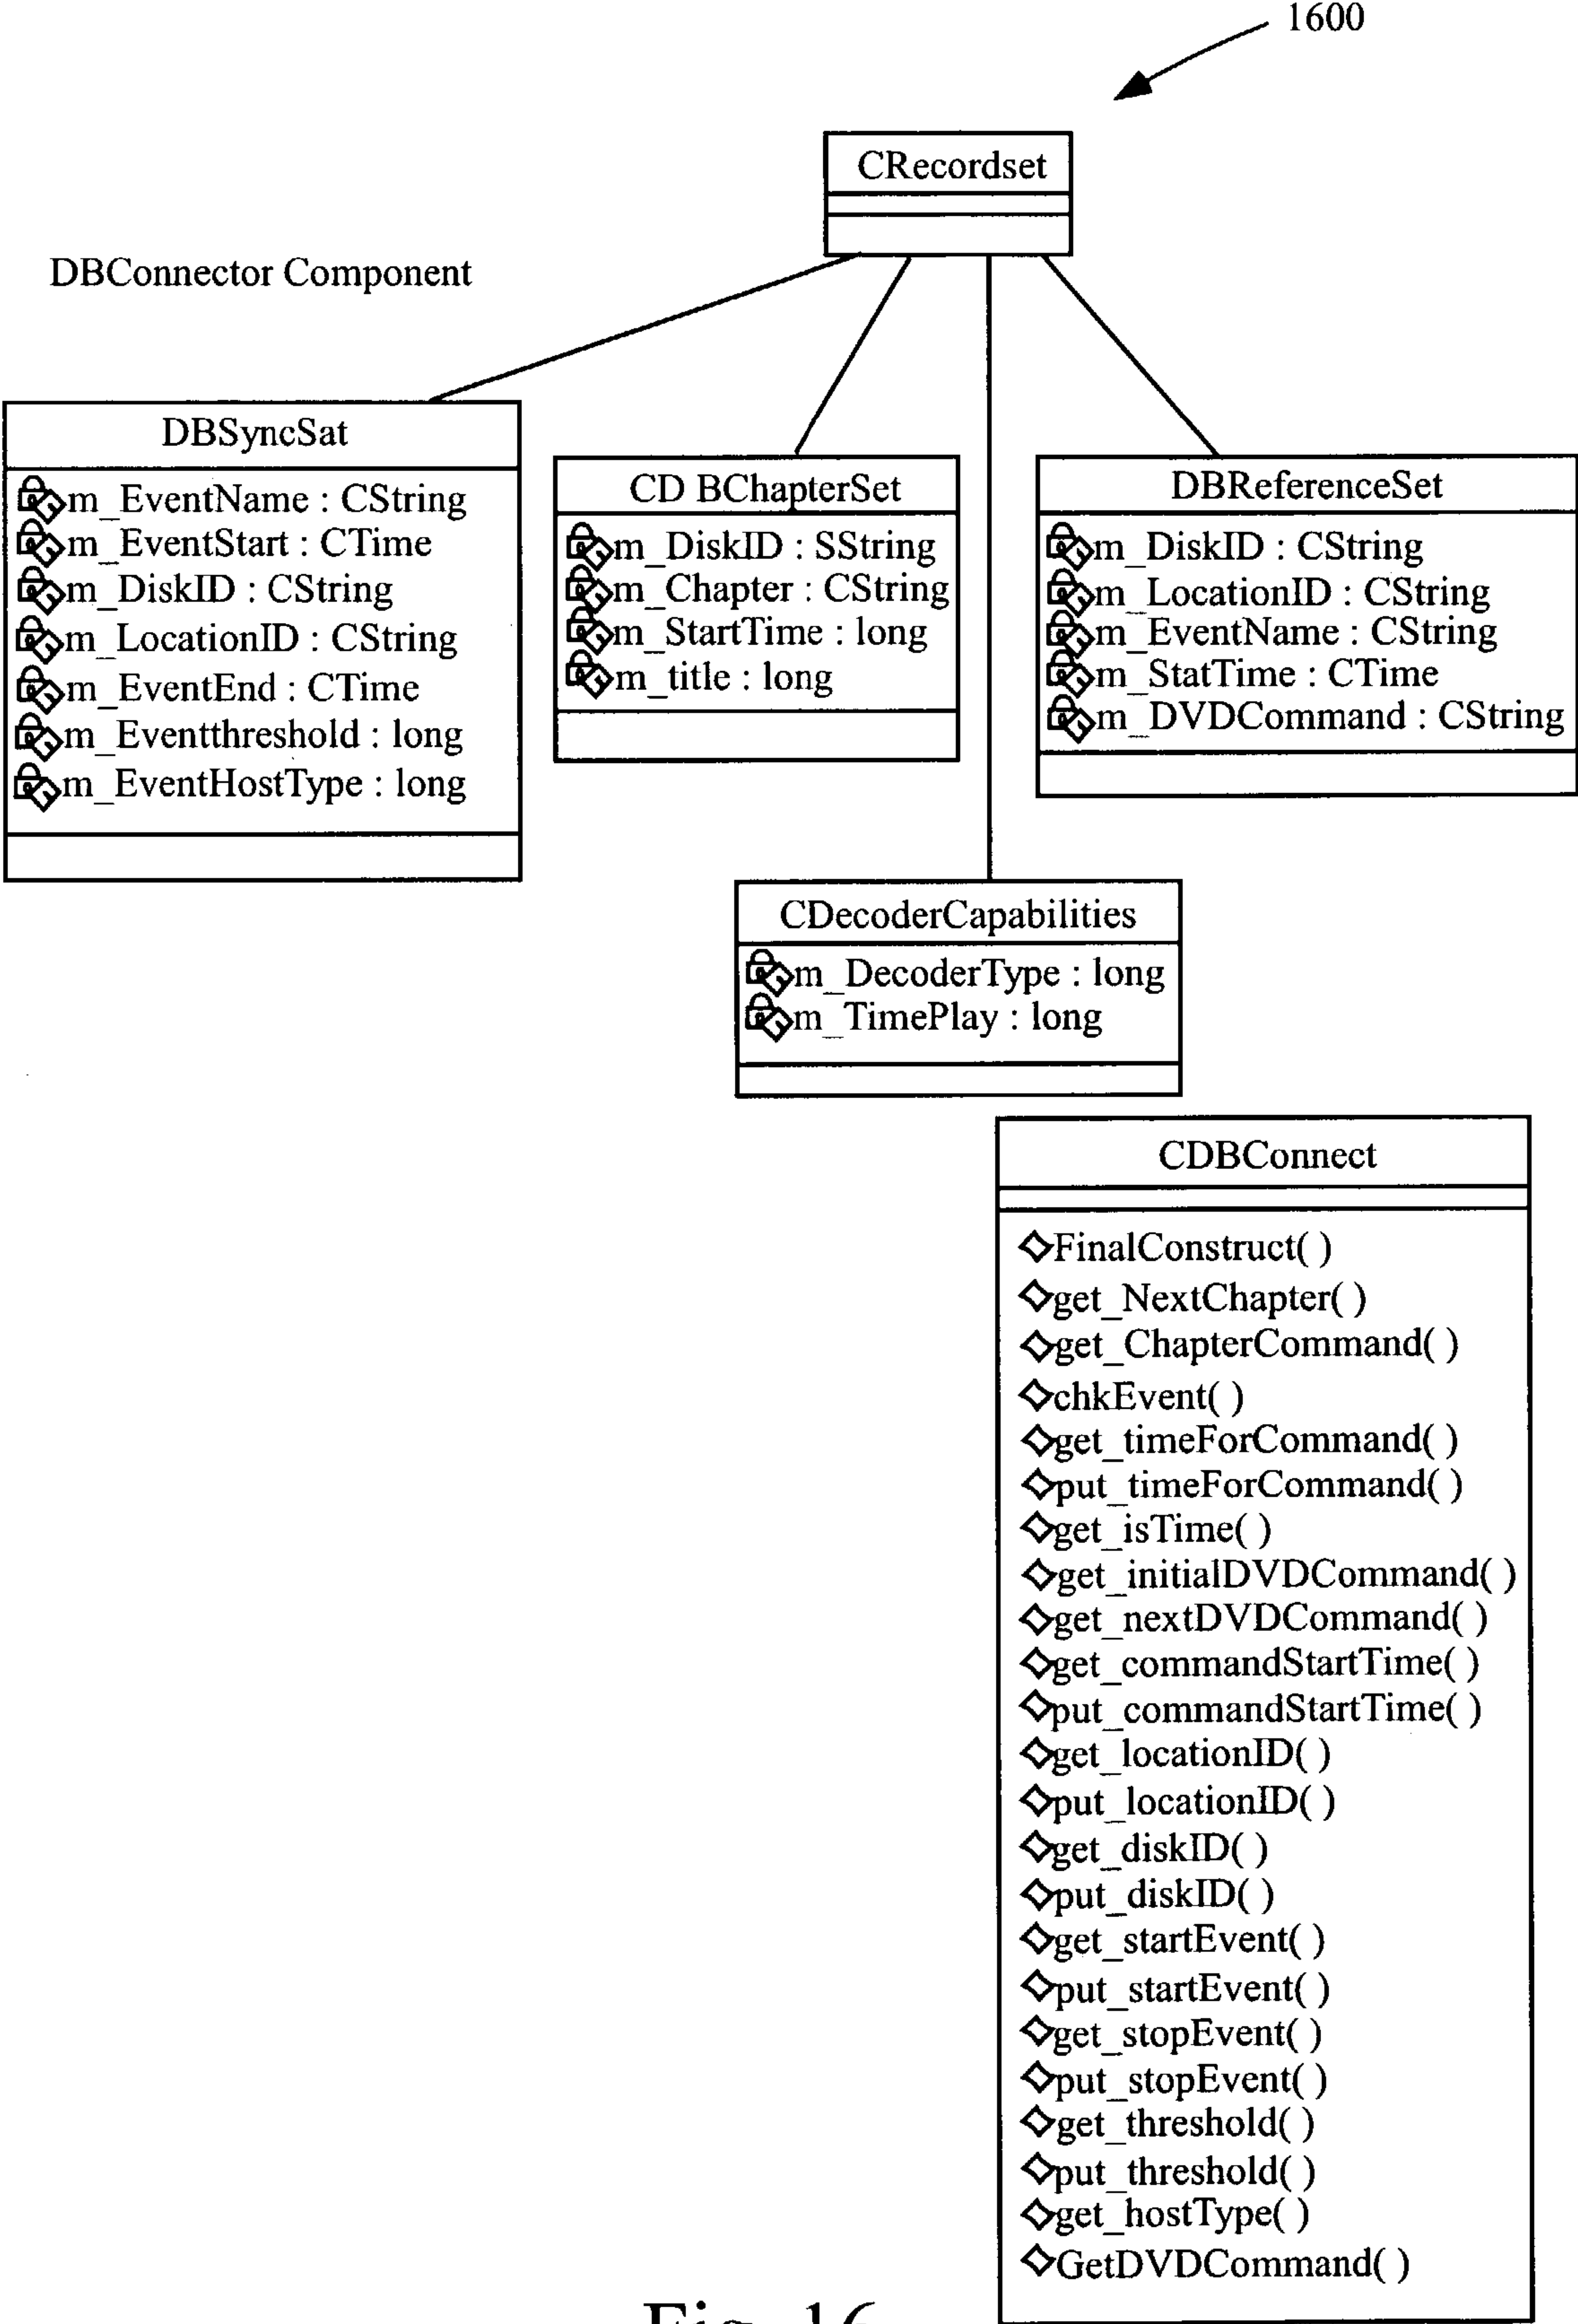 1600
CRecordset
DBConnector Component
DBSyncSat
m_EventName : CString
m_EventStart : CTime
m_DiskID : CString
m_LocationID : CString
m_EventEnd : CTime
m_Eventthreshold : long
m_EventHostType : long
CD BChapterSet
m_DiskID : SString
m_Chapter : CString
m_StartTime : long
m_title : long
DBReferenceSet
m_DiskID : CString
m_LocationID : CString
m_EventName : CString
m_StatTime : CTime
m_DVDCommand : CString
CDecoderCapabilities
m_DecoderType : long
m_TimePlay : long
CDBConnect
FinalConstruct( )
get_NextChapter( )
get_ChapterCommand( )
chkEvent( )
get_timeForCommand( )
put_timeForCommand( )
get_isTime( )
get_initialDVDCommand( )
get_nextDVDCommand( )
get_commandStartTime( )
put_commandStartTime( )
get_locationID( )
put_locationID( )
get_diskID( )
put_diskID( )
get_startEvent( )
put_startEvent( )
get_stopEvent( )
put_stopEvent( )
get_threshold( )
put_threshold( )
get_hostType( )
GetDVDCommand( )
Fig. 16